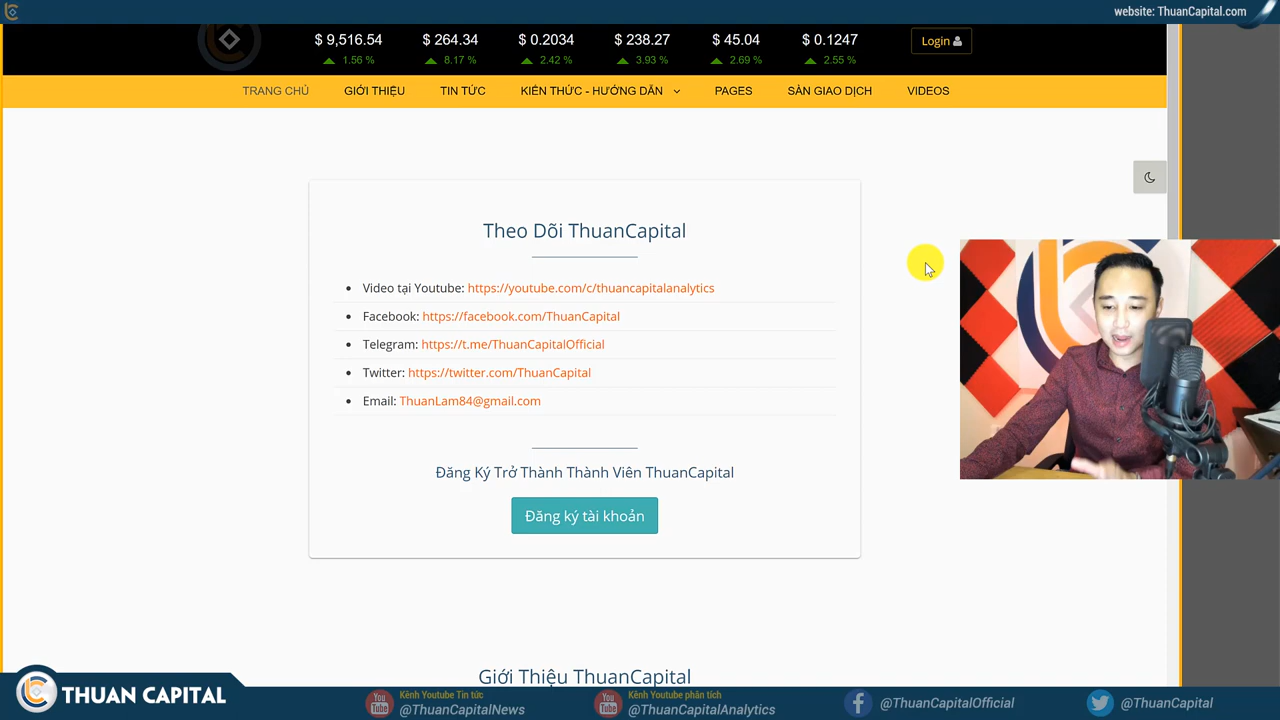 website: ThuanCapital.com
$ 9,516.54 $ 264.34 $ 0.2034 $ 238.27 $ 45.04 $ 0.1247
1.56 % 8.17 % 2.42 % 3.93 % 2.69 % 2.55 %
Login
TRANG CHỦ GIỚI THIỆU TIN TỨC KIẾN THỨC - HƯỚNG DẪN PAGES SÀN GIAO DỊCH VIDEOS
Theo Dõi ThuanCapital
Video tại Youtube: https://youtube.com/c/thuancapitalanalytics
Facebook: https://facebook.com/ThuanCapital
Telegram: https://t.me/ThuanCapitalOfficial
Twitter: https://twitter.com/ThuanCapital
Email: ThuanLam84@gmail.com
Đăng Ký Trở Thành Thành Viên ThuanCapital
Đăng ký tài khoản
Giới Thiệu ThuanCapital
THUAN CAPITAL
You Tube
Kênh Youtube Tin tức
@ThuanCapitalNews
You Tube
Kênh Youtube phân tích
@ThuanCapitalAnalytics
@ThuanCapitalOfficial
@ThuanCapital